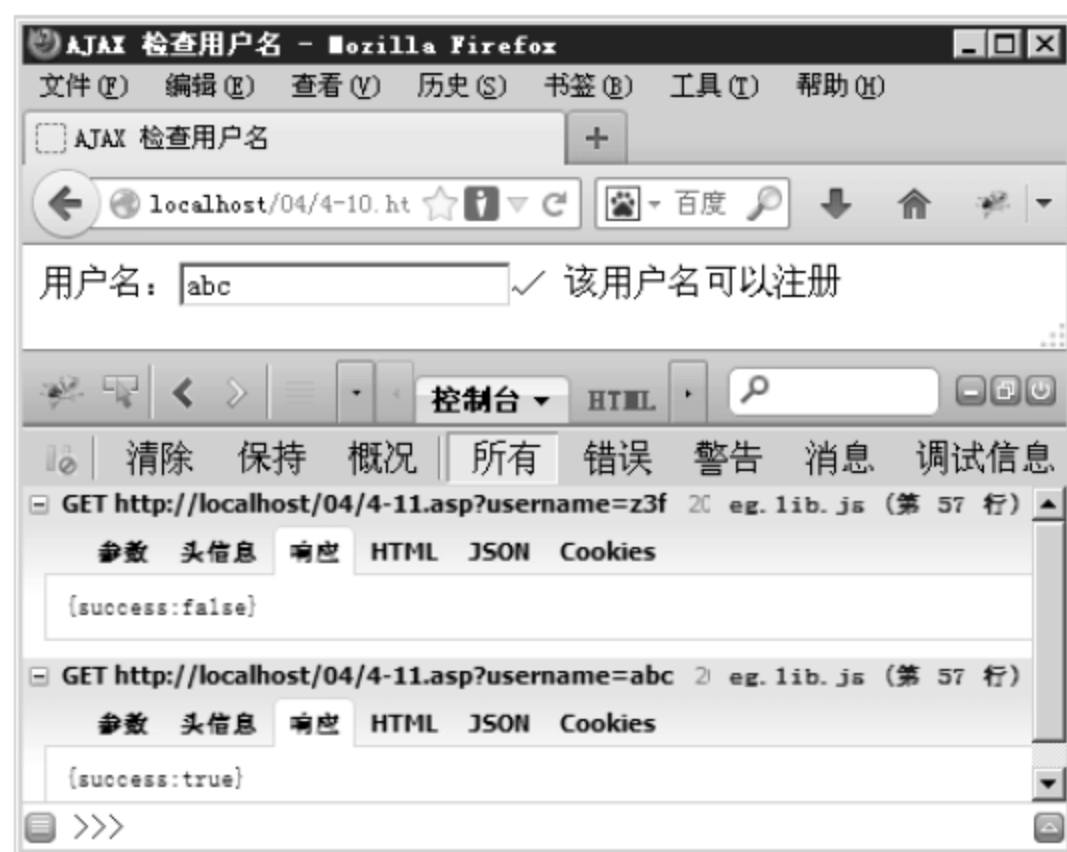 AJAX 检查用户名 - Mozilla Firefox
文件(F) 编辑(E) 查看(V) 历史(S) 书签(B) 工具(T) 帮助(H)
AJAX 检查用户名 +
localhost/04/4-10.ht 百度
用户名: abc 该用户名可以注册
控制台 HTML
清除 保持 概况 所有 错误 警告 消息 调试信息
GET http://localhost/04/4-11.asp?username=z3f 20 eg.lib.js (第 57 行)
参数 头信息 响应 HTML JSON Cookies
{success:false}
GET http://localhost/04/4-11.asp?username=abc 2 eg.lib.js (第 57 行)
参数 头信息 响应 HTML JSON Cookies
{success:true}
>>>